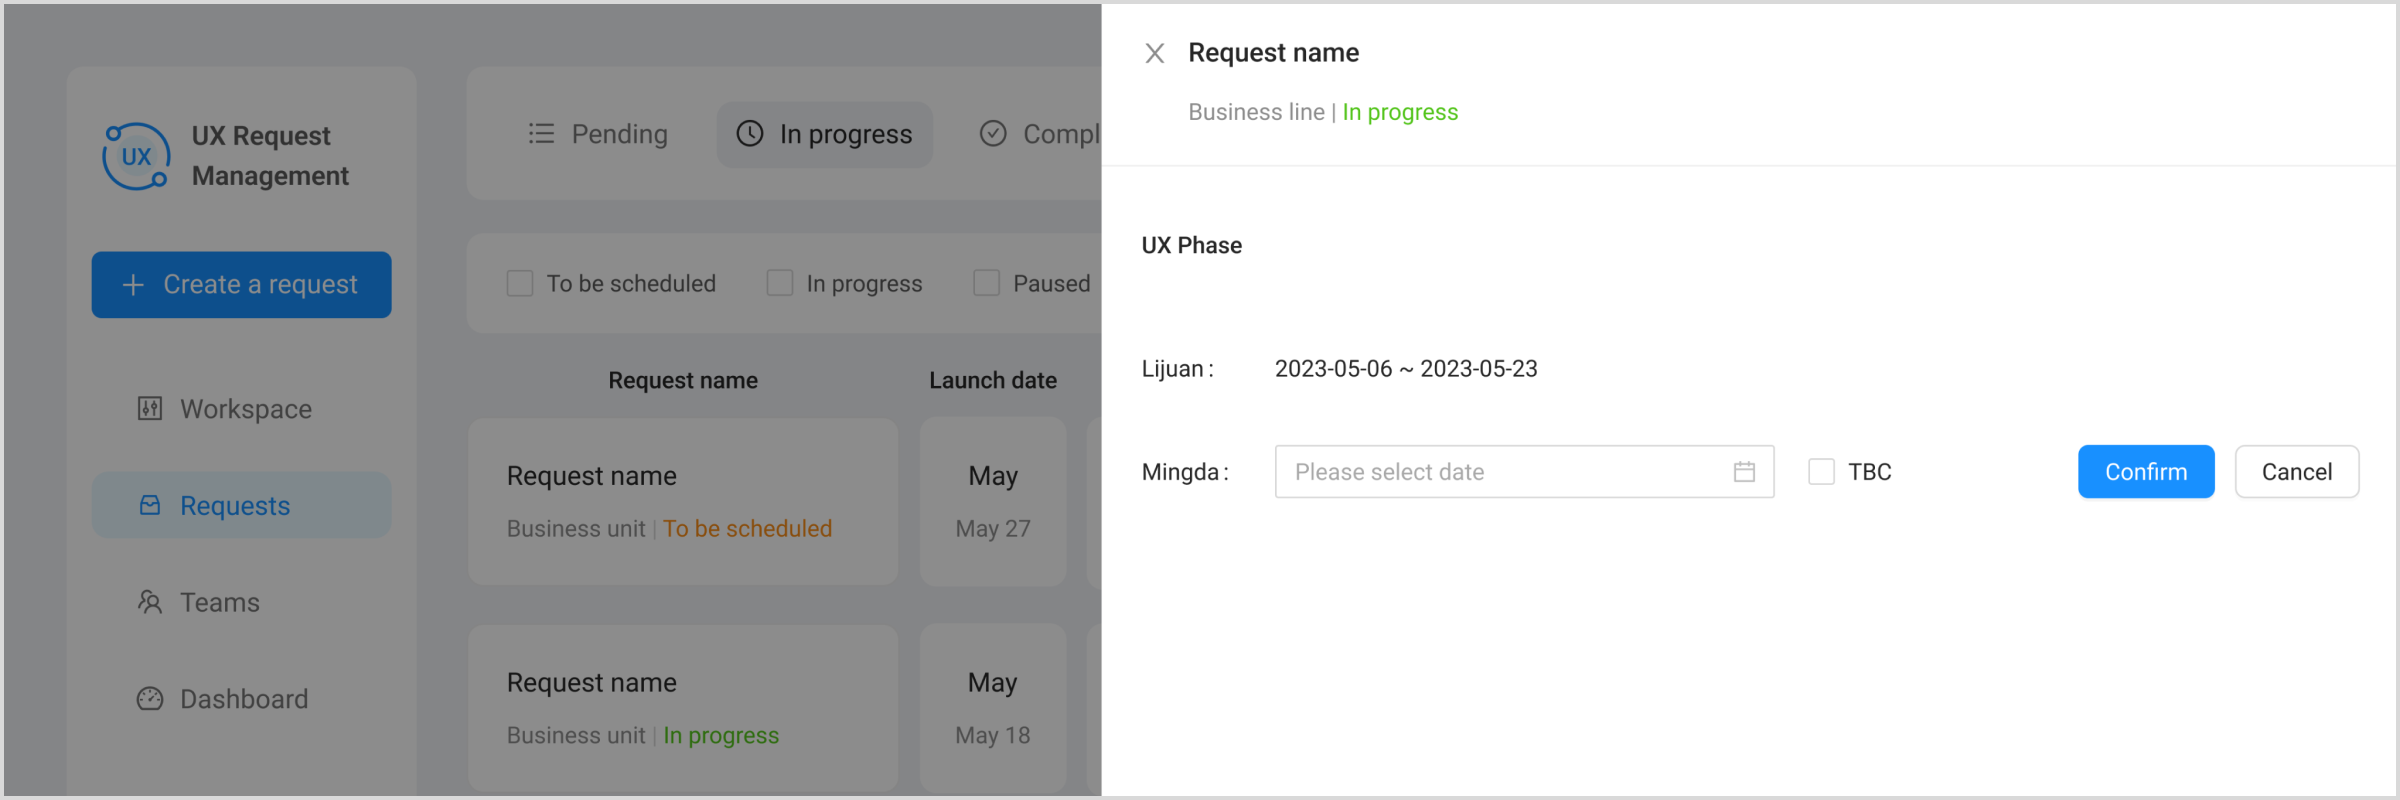 UX
UX Request
Management
Create a request
Workspace
Requests
Teams
Dashboard
Pending
In progress
Compl
To be scheduled
In progress
Paused
Request name
Launch date
Request name
May
Business unit | To be scheduled
May 27
Request name
May
Business unit | In progress
May 18
Request name
Business line | In progress
UX Phase
Lijuan : 2023-05-06 ~ 2023-05-23
Mingda : Please select date TBC Confirm Cancel